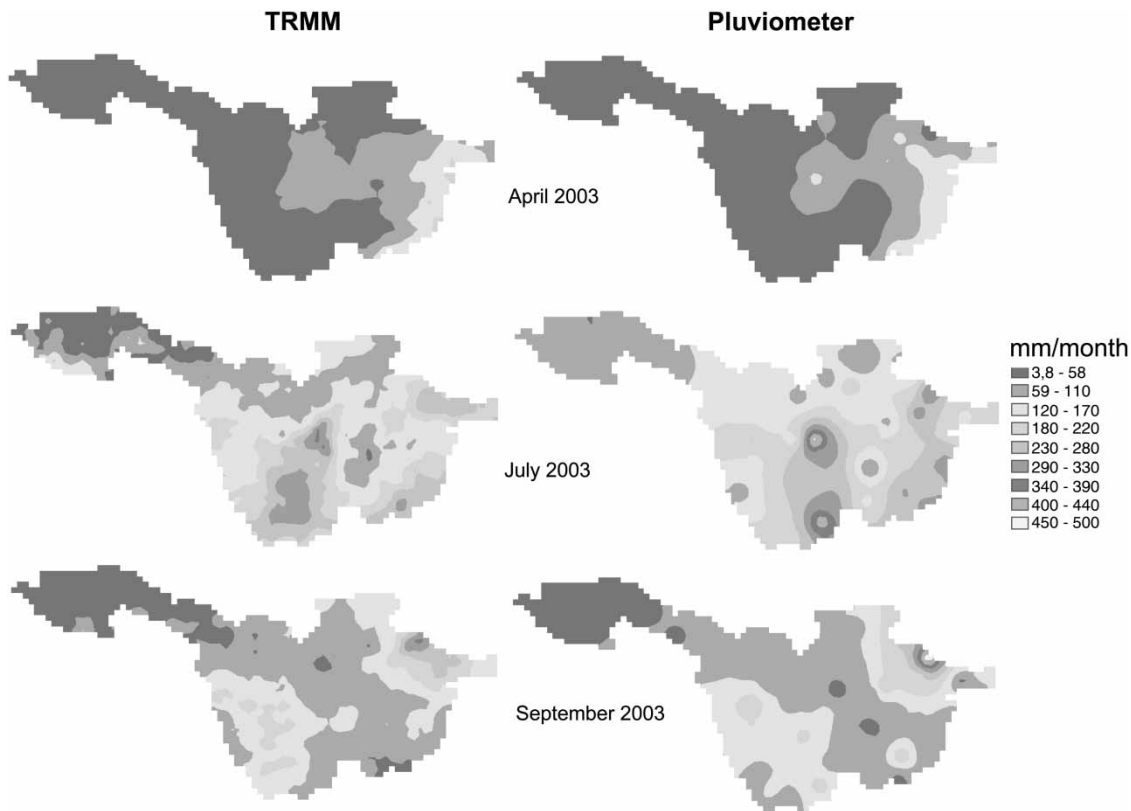 TRMM
Pluviometer
April 2003
July 2003
mm/month
3,8 - 58
59 - 110
120 - 170
180 - 220
230 - 280
290 - 330
340 - 390
400 - 440
450 - 500
September 2003